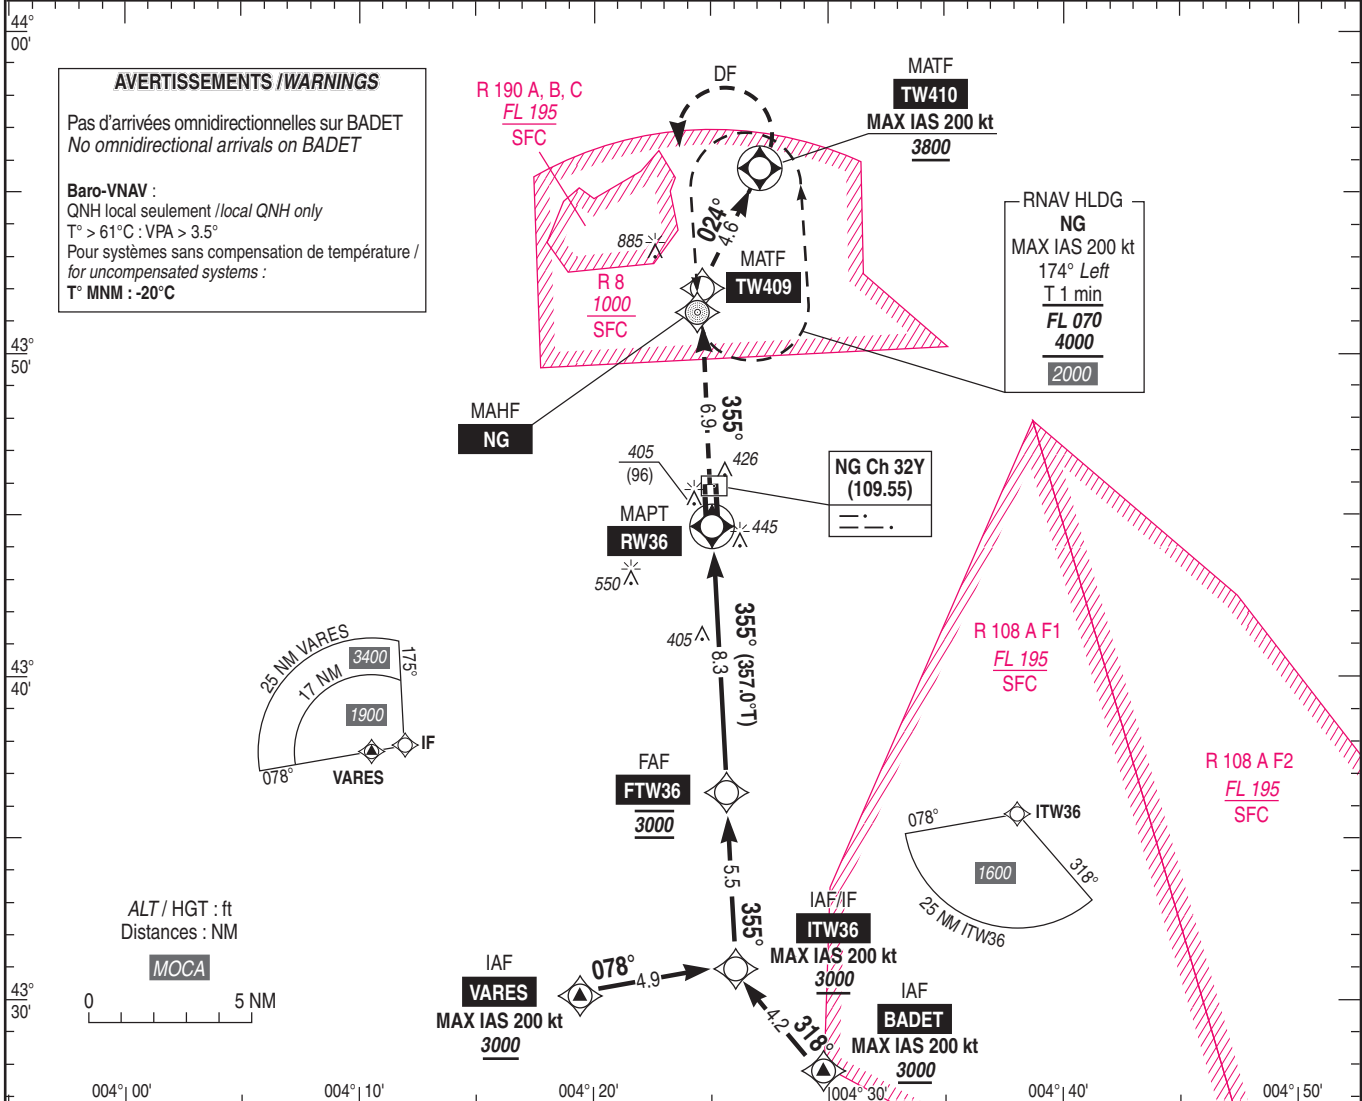 44°
00'
AVERTISSEMENTS / WARNINGS
Pas d'arrivées omnidirectionnelles sur BADET
No omnidirectional arrivals on BADET
Baro-VNAV :
QNH local seulement / local QNH only
T° > 61°C : VPA > 3.5°
Pour systèmes sans compensation de température /
for uncompensated systems :
T° MNM : -20°C
R 190 A, B, C
FL 195
SFC
DF
MATF
TW410
MAX IAS 200 kt
3800
RNAV HLDG
NG
MAX IAS 200 kt
174° Left
T 1 min
FL 070
4000
2000
024°
4.6
885
MATF
TW409
R 8
1000
SFC
50'
MAHF
NG
355°
6.9
405
(96)
426
NG Ch 32Y
(109.55)
MAPT
RW36
445
550
405
355° (357.0°T)
8.3
R 108 A F1
FL 195
SFC
43°
40'
25 NM VARES
3400
175°
17 NM
1900
IF
078°
VARES
FAF
FTW36
3000
R 108 A F2
FL 195
SFC
078°
ITW36
1600
318°
25 NM ITW36
5.5
355°
IAF/IF
ITW36
MAX IAS 200 kt
3000
ALT / HGT : ft
Distances : NM
MOCA
0
5 NM
IAF
VARES
MAX IAS 200 kt
3000
078°
4.9
4.2
318°
IAF
BADET
MAX IAS 200 kt
3000
43°
30'
004° 00'
004° 10'
004° 20'
004° 30'
004° 40'
004° 50'